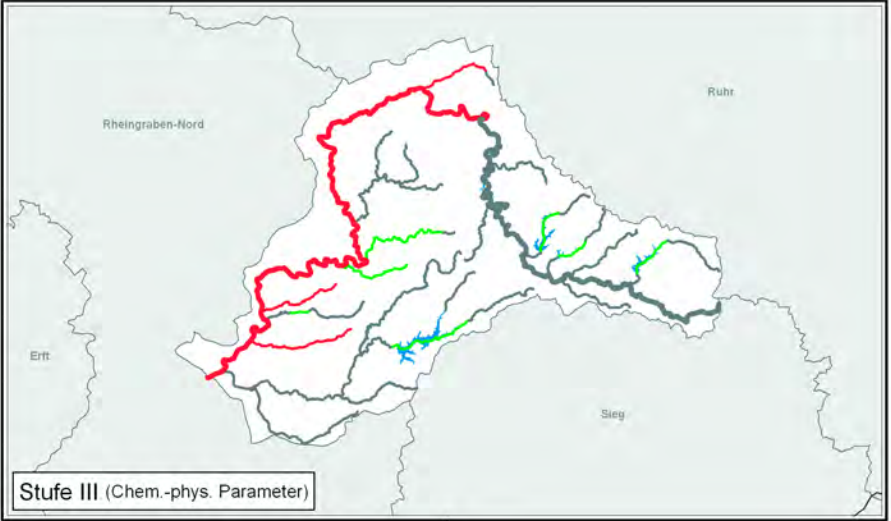 Ruhr
Rheingraben-Nord
Erft
Sieg
Stufe III (Chem.-phys. Parameter)